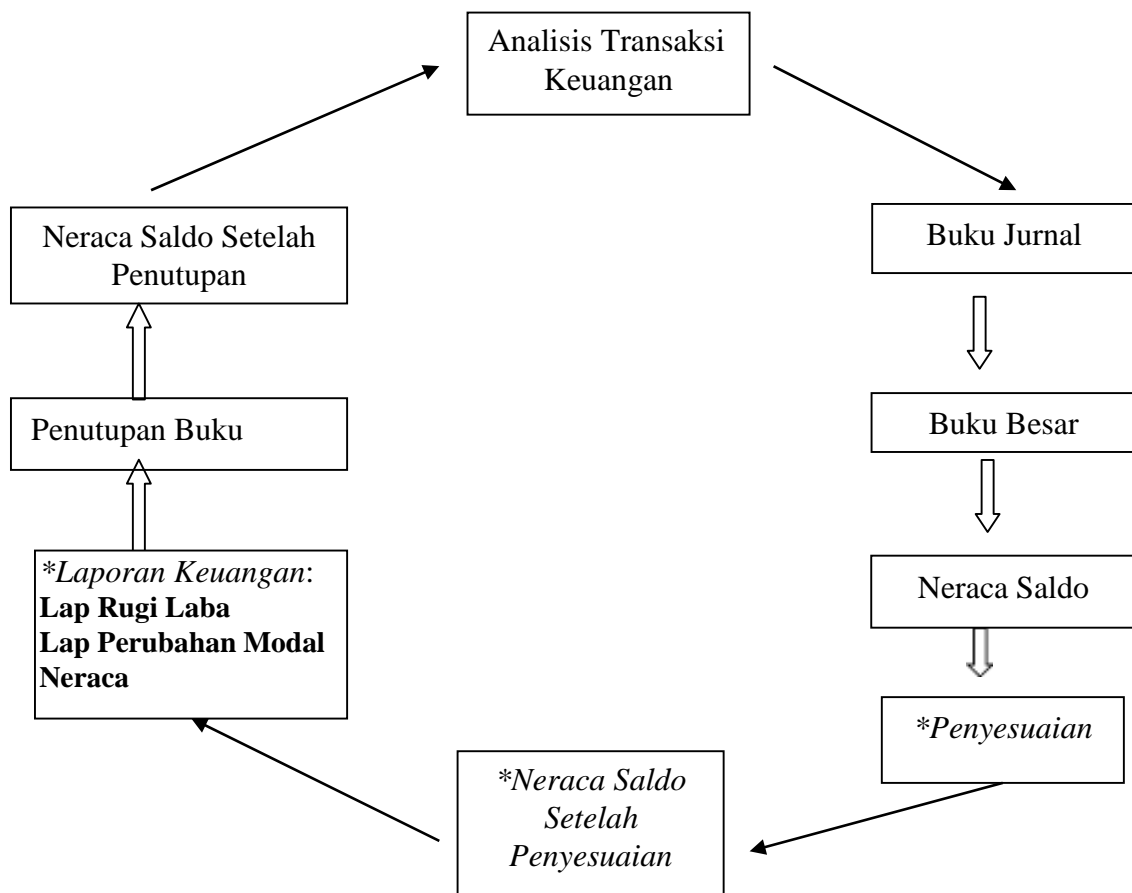 Analisis Transaksi
Keuangan
Buku Jurnal
Buku Besar
Neraca Saldo
*Penyesuaian
*Neraca Saldo
Setelah
Penyesuaian
*Laporan Keuangan:
Lap Rugi Laba
Lap Perubahan Modal
Neraca
Penutupan Buku
Neraca Saldo Setelah
Penutupan